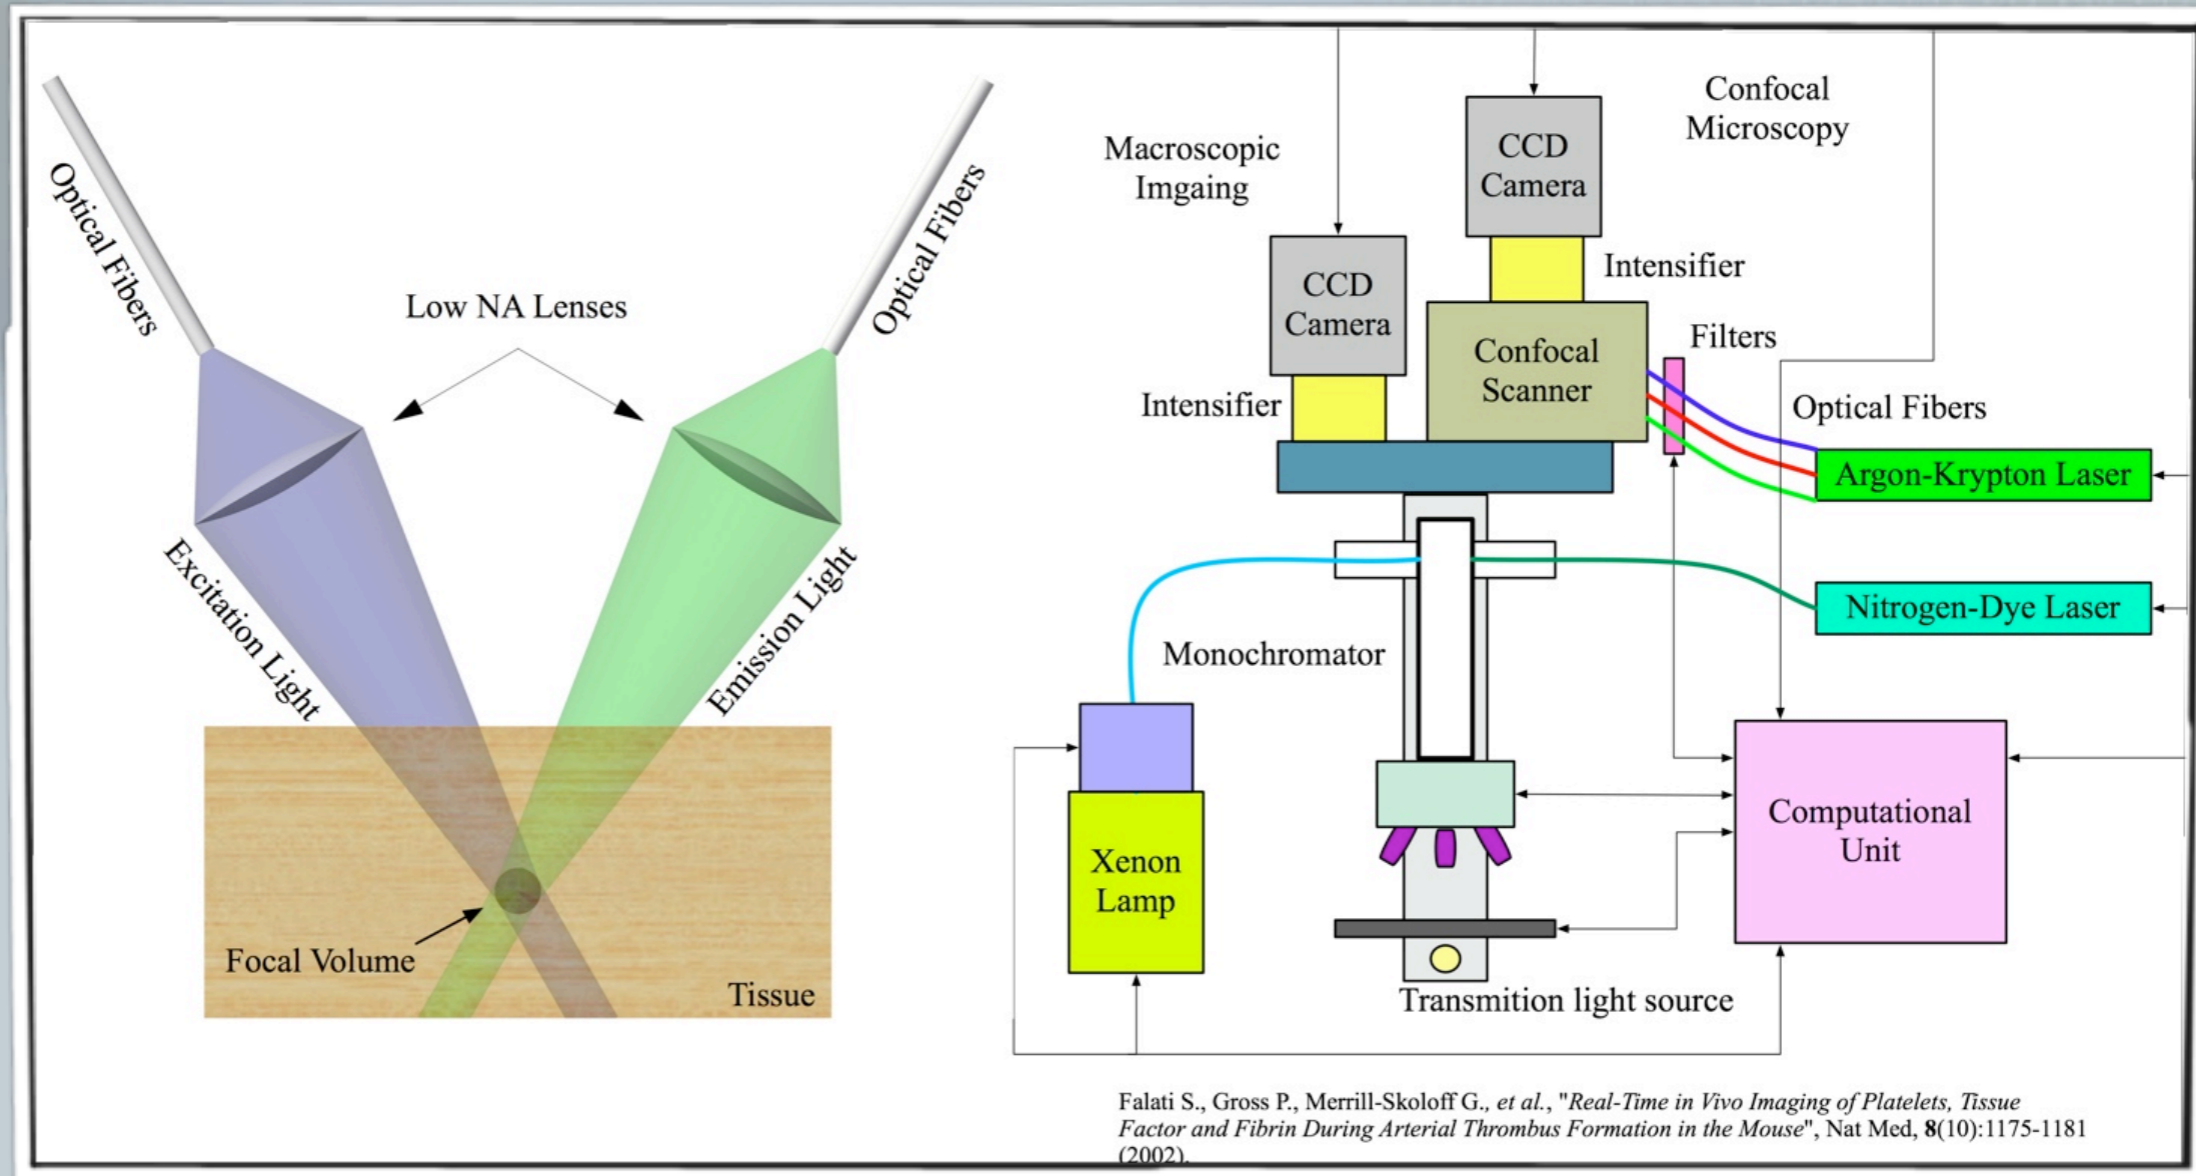 Optical Fibers
Optical Fibers
Low NA Lenses
Excitation Light
Emission Light
Focal Volume
Tissue
Macroscopic
Imgaing
Confocal
Microscopy
CCD
Camera
CCD
Camera
Intensifier
Intensifier
Confocal
Scanner
Filters
Optical Fibers
Argon-Krypton Laser
Nitrogen-Dye Laser
Monochromator
Xenon
Lamp
Computational
Unit
Transmition light source
Falati S., Gross P., Merrill-Skoloff G., et al., "Real-Time in Vivo Imaging of Platelets, Tissue
Factor and Fibrin During Arterial Thrombus Formation in the Mouse", Nat Med, 8(10):1175-1181
(2002).